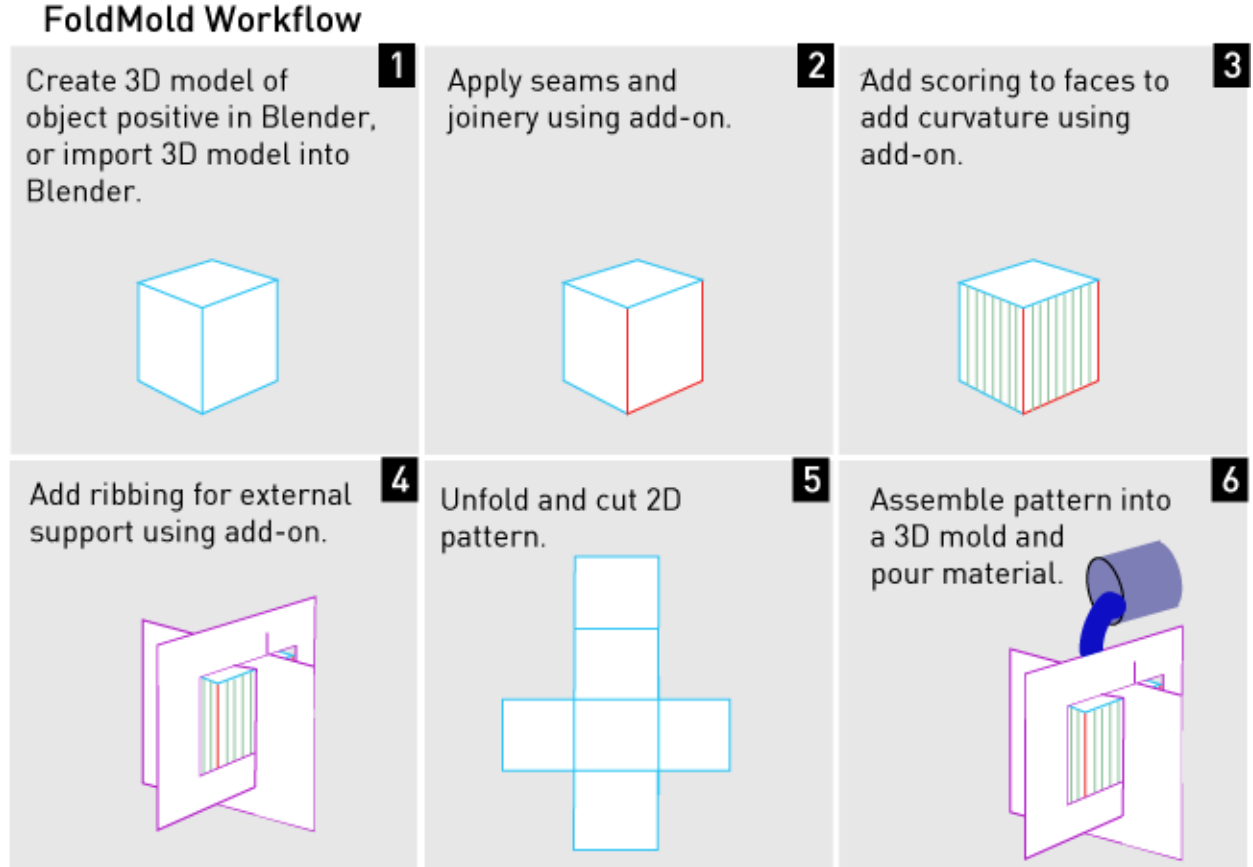 FoldMold Workflow
1
Create 3D model of
object positive in Blender,
or import 3D model into
Blender.
2
Apply seams and
joinery using add-on.
3
Add scoring to faces to
add curvature using
add-on.
4
Add ribbing for external
support using add-on.
5
Unfold and cut 2D
pattern.
6
Assemble pattern into
a 3D mold and
pour material.